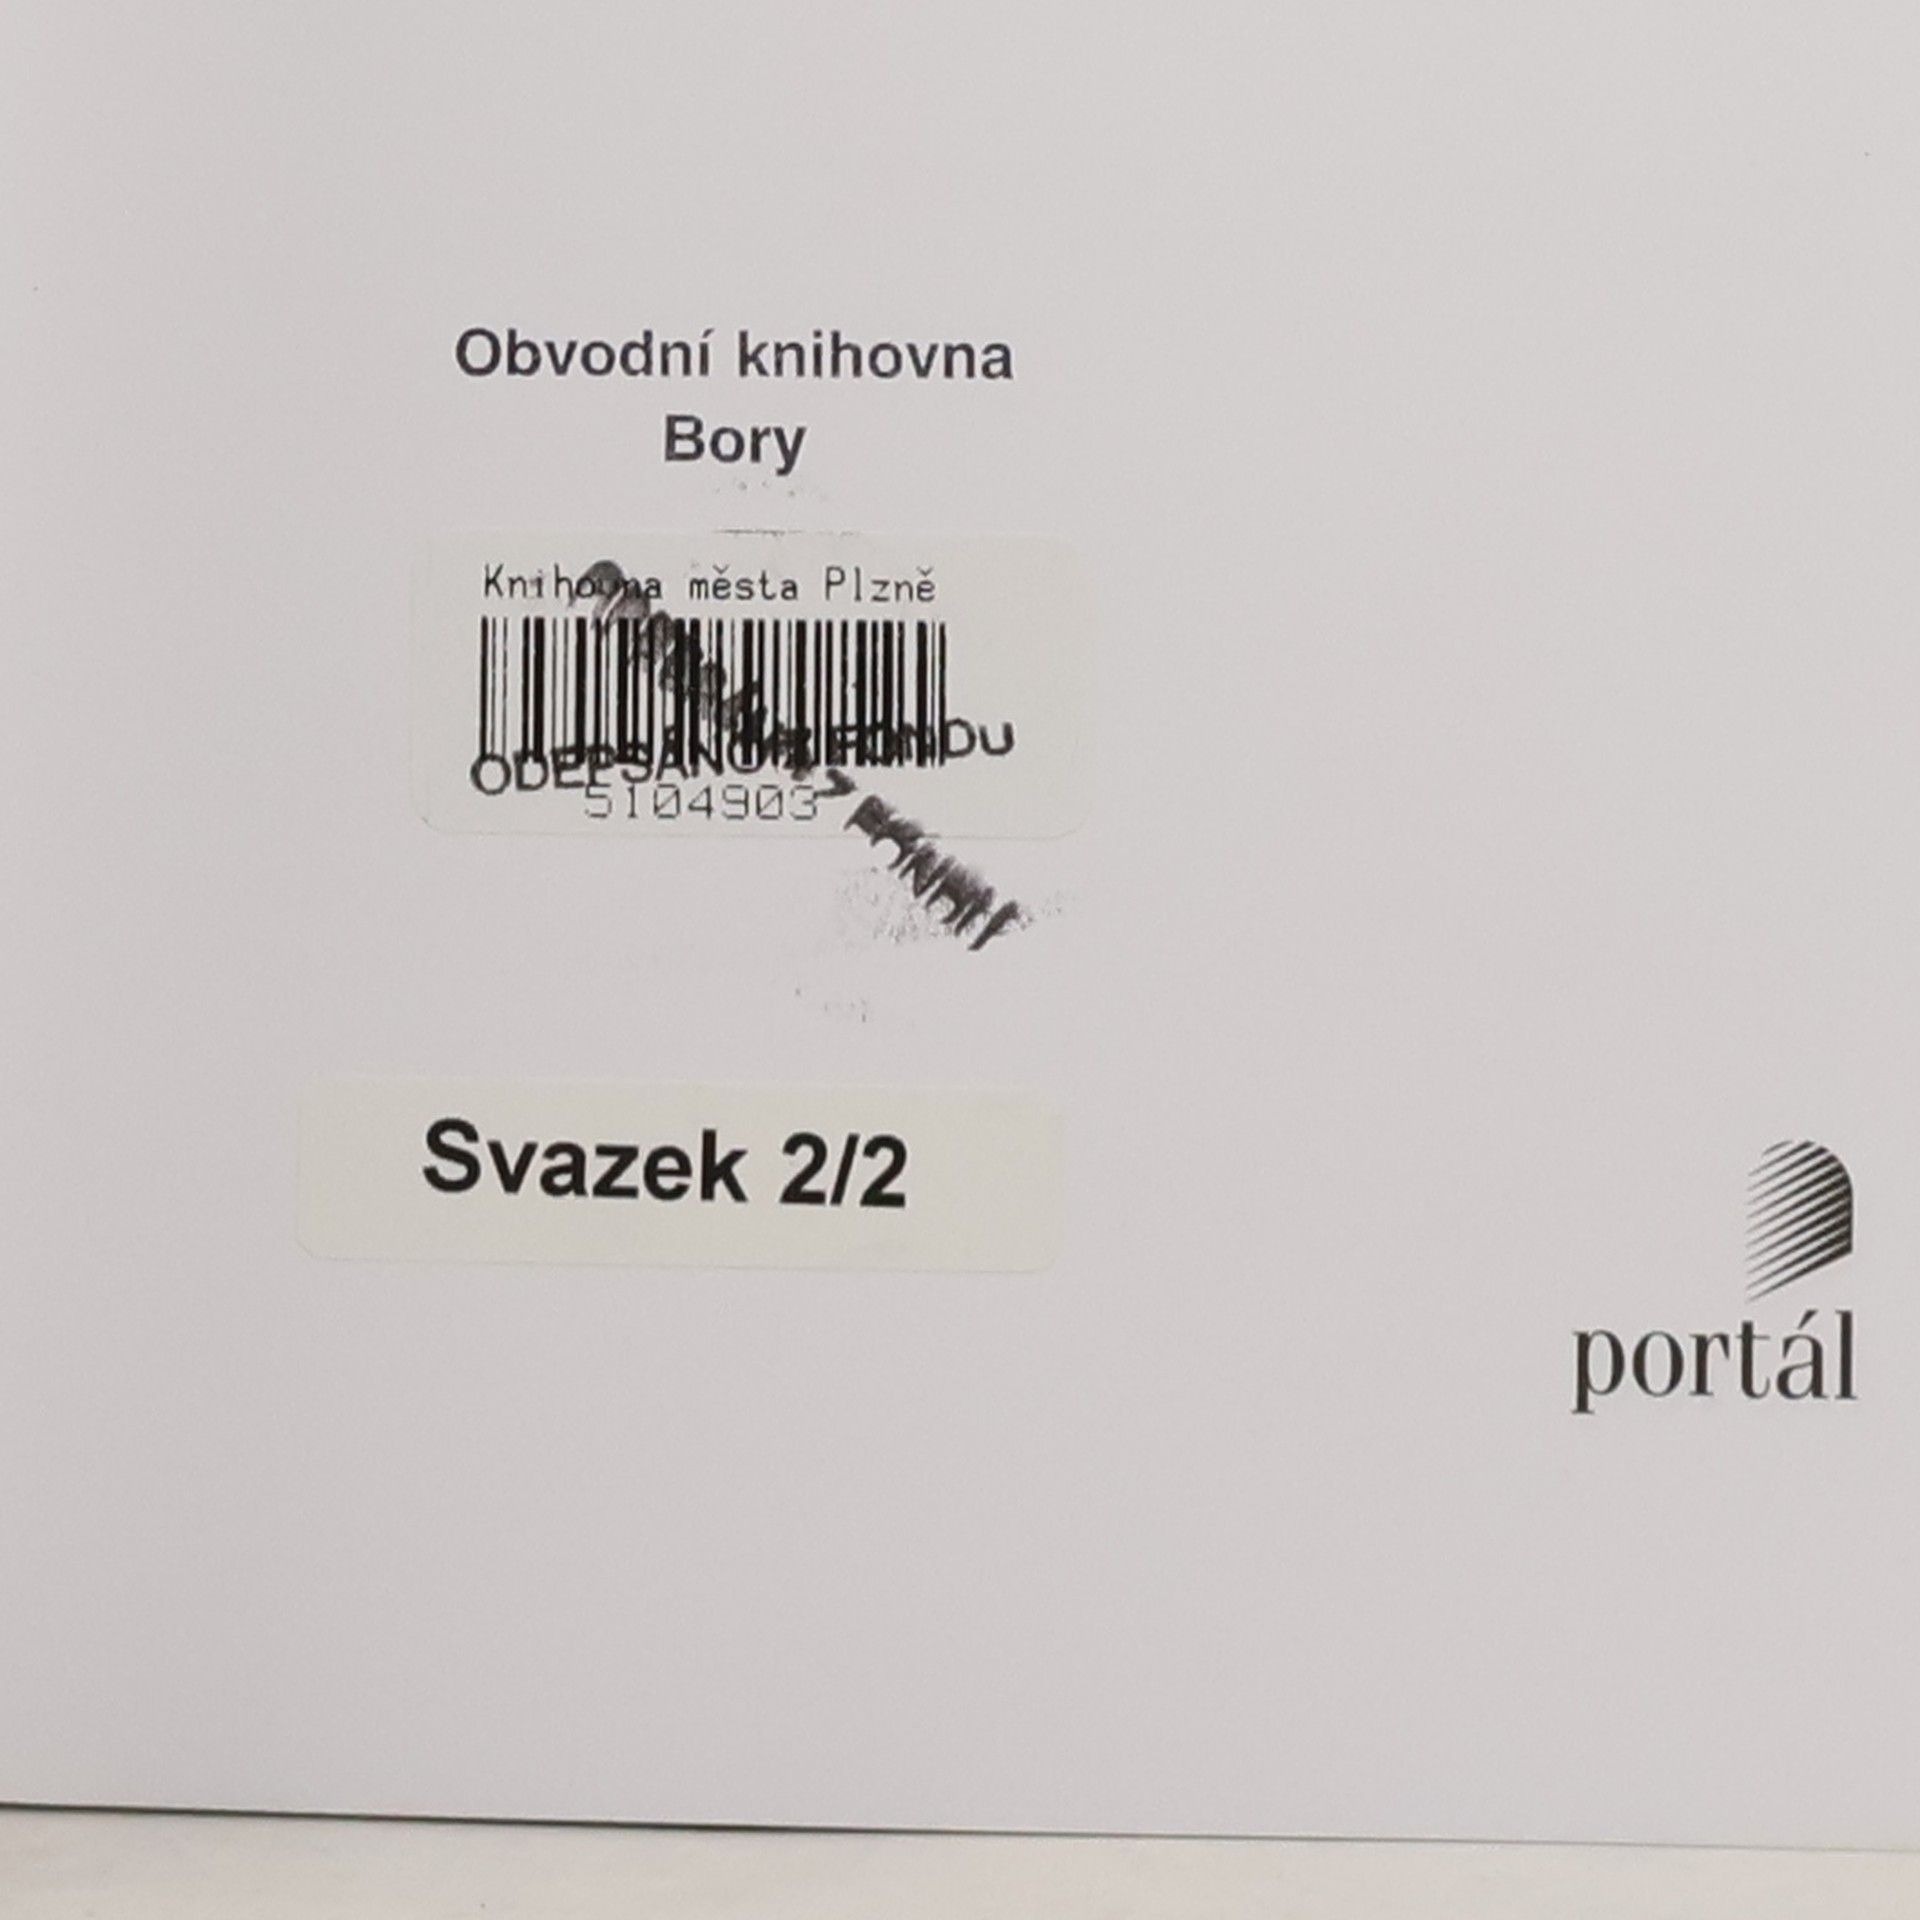 Obvodní knihovna
Bory
Knihovna města Plzně
ODEPSÁNO Z FONDU
5104903
Svazek 2/2
portál